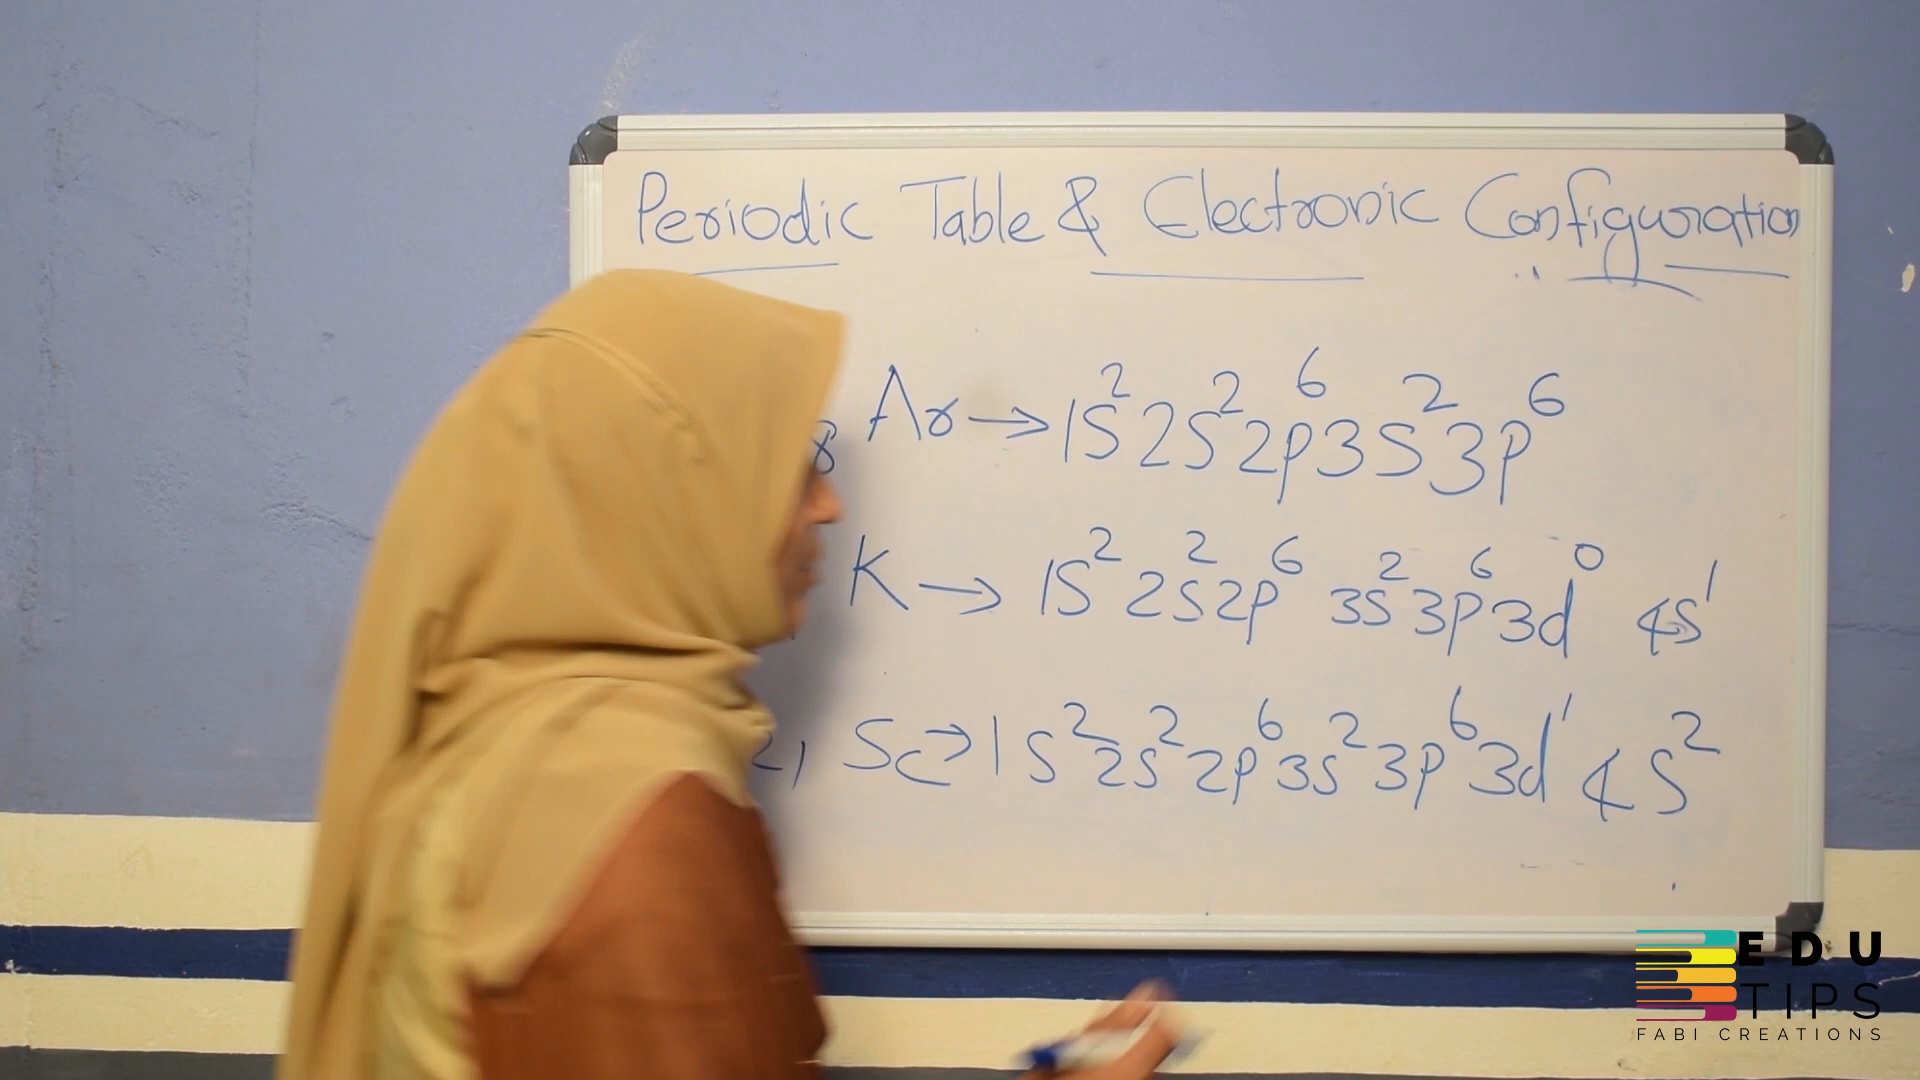 Periodic Table & Electronic Configuration
Ar → 1S² 2S² 2p⁶ 3S² 3p⁶
K → 1S² 2S² 2p⁶ 3S² 3p⁶ 3d⁰ 4S¹
Sc → 1S² 2S² 2p⁶ 3S² 3p⁶ 3d¹ 4S²
EDU
TIPS
FABI CREATIONS